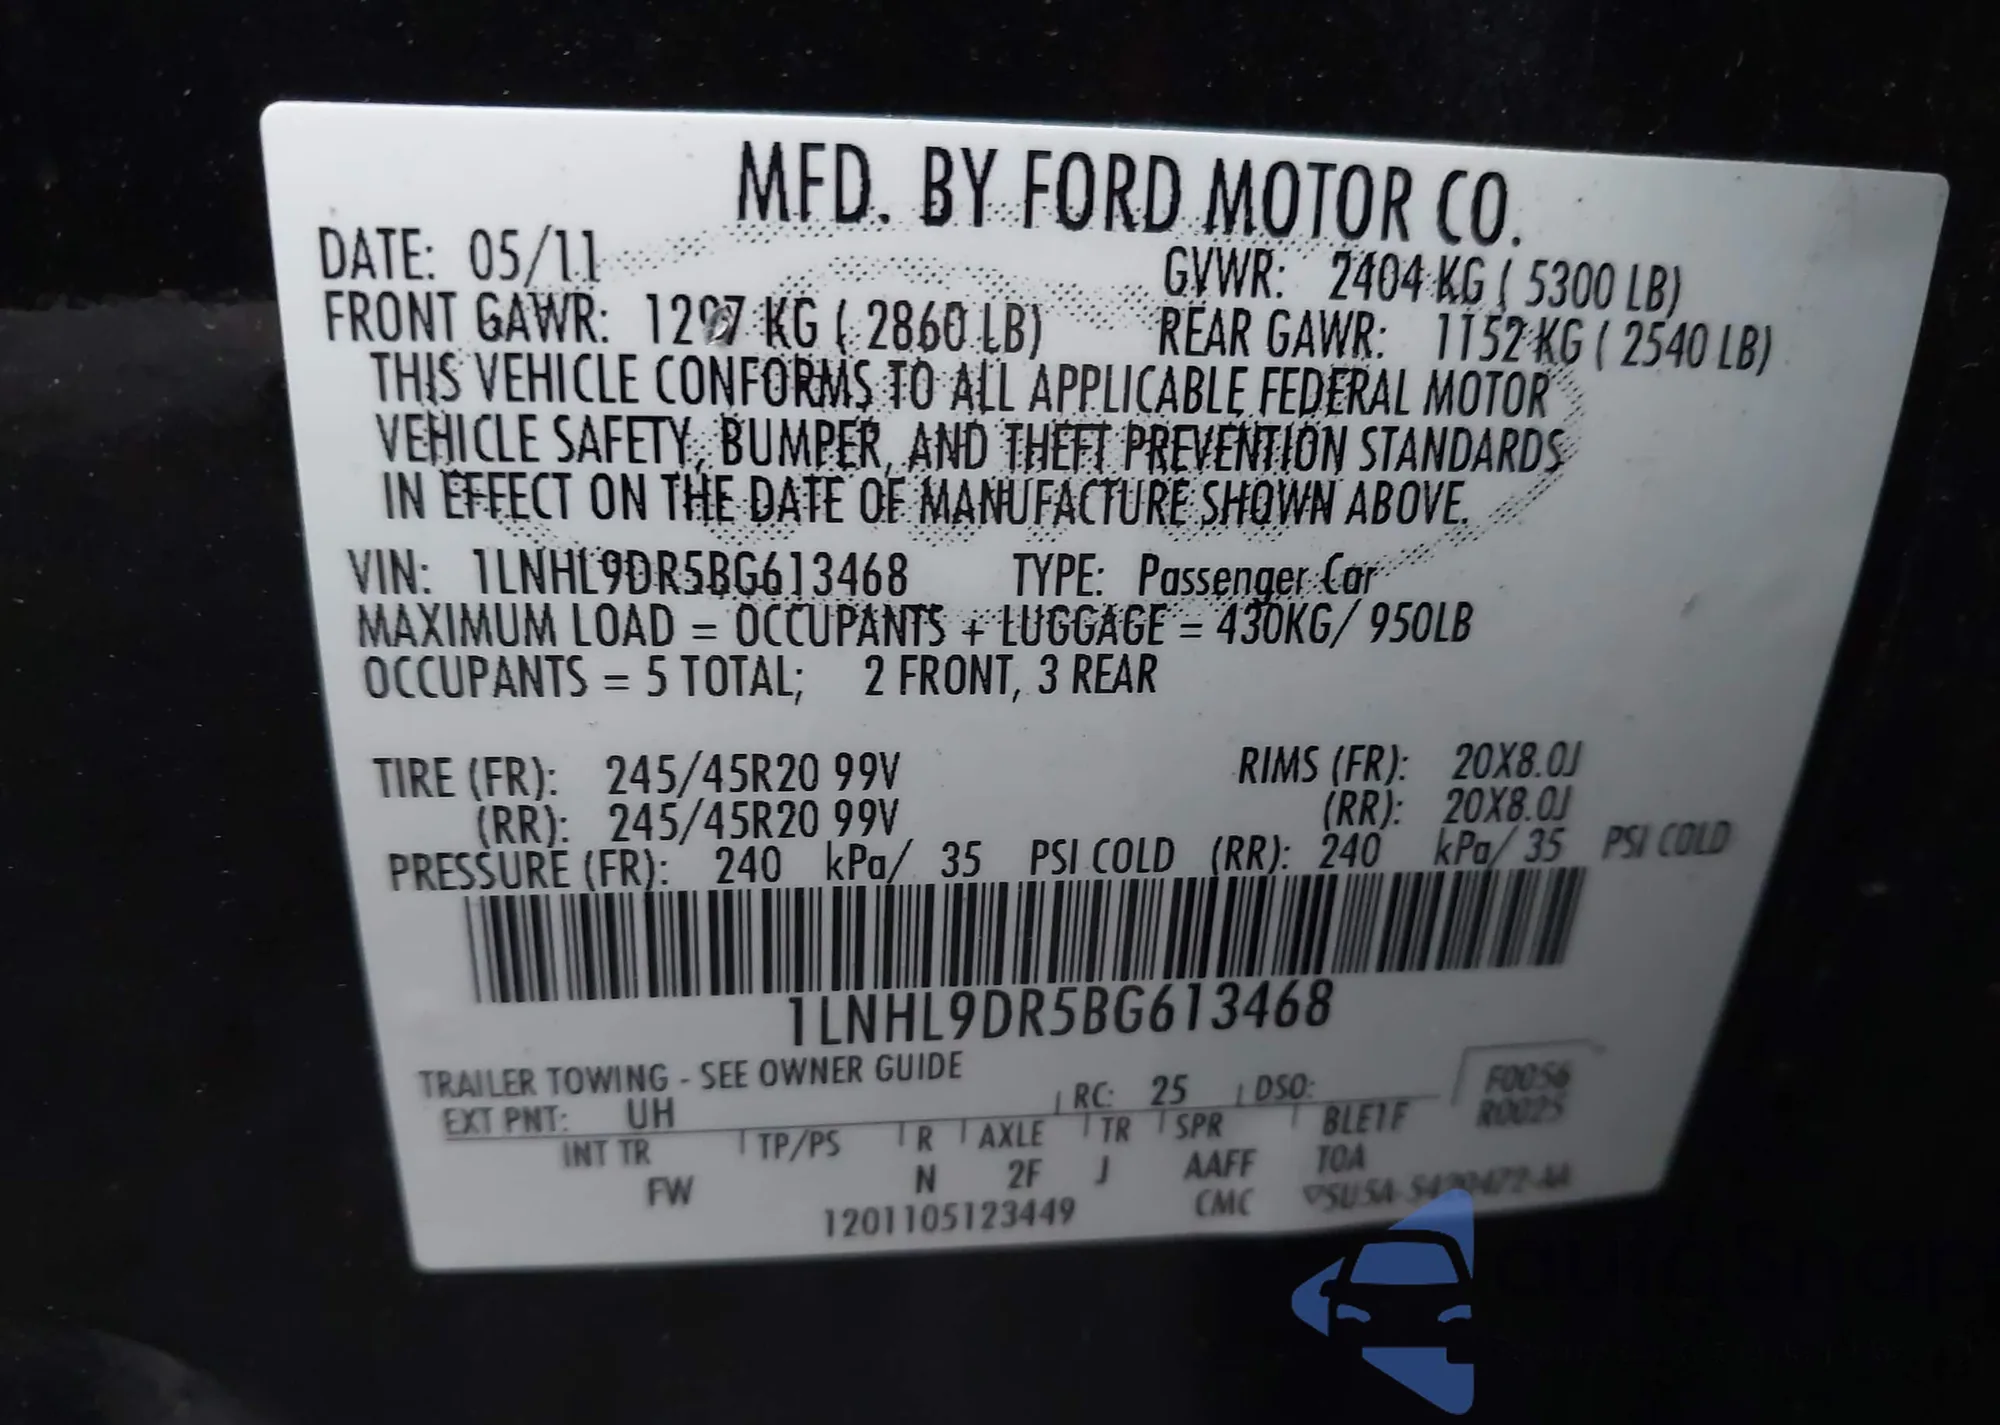 MFD. BY FORD MOTOR CO.
DATE: 05/11 GVWR: 2404 KG ( 5300 LB)
FRONT GAWR: 1297 KG ( 2860 LB) REAR GAWR: 1152 KG ( 2540 LB)
THIS VEHICLE CONFORMS TO ALL APPLICABLE FEDERAL MOTOR
VEHICLE SAFETY, BUMPER, AND THEFT PREVENTION STANDARDS
IN EFFECT ON THE DATE OF MANUFACTURE SHOWN ABOVE.
VIN: 1LNHL9DR5BG613468 TYPE: Passenger Car
MAXIMUM LOAD = OCCUPANTS + LUGGAGE = 430KG/ 950LB
OCCUPANTS = 5 TOTAL; 2 FRONT, 3 REAR
TIRE (FR): 245/45R20 99V RIMS (FR): 20X8.0J
(RR): 245/45R20 99V (RR): 20X8.0J
PRESSURE (FR): 240 kPa/ 35 PSI COLD (RR): 240 kPa/ 35 PSI COLD
1LNHL9DR5BG613468
TRAILER TOWING - SEE OWNER GUIDE
EXT PNT: UH RC: 25 DSO: F0056
R0025
INT TR TP/PS R AXLE TR SPR BLE1F
FW N 2F J AAFF TOA
1201105123449 CMC